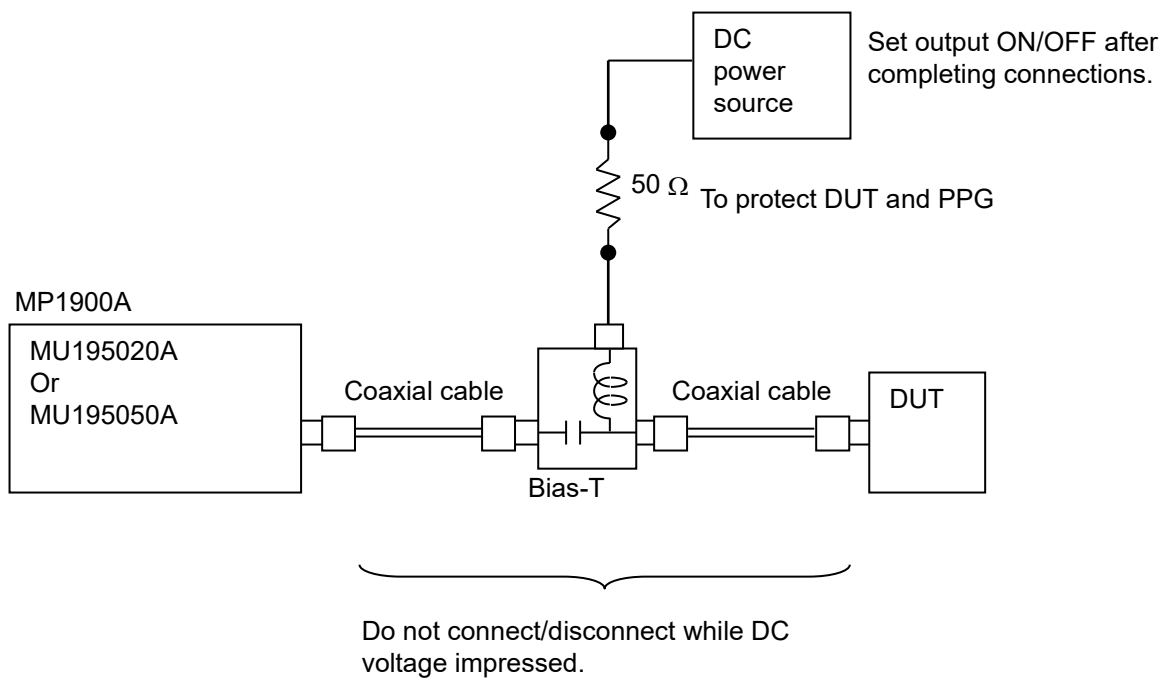 DC
power
source
Set output ON/OFF after
completing connections.
50 Ω
To protect DUT and PPG
MP1900A
MU195020A
Or
MU195050A
Coaxial cable
Coaxial cable
DUT
Bias-T
Do not connect/disconnect while DC
voltage impressed.